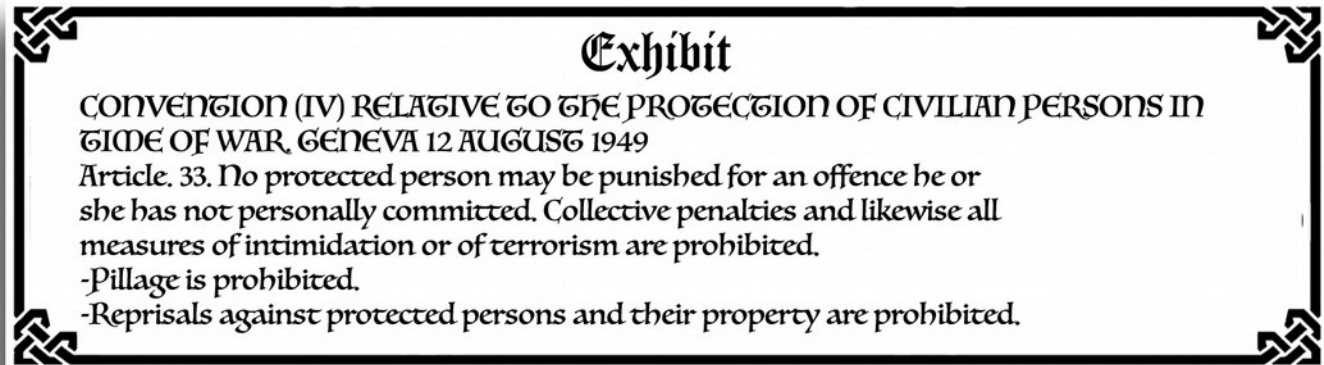 Exhibit
CONVENTION (IV) RELATIVE TO THE PROTECTION OF CIVILIAN PERSONS IN
TIME OF WAR. GENEVA 12 AUGUST 1949
Article. 33. No protected person may be punished for an offence he or
she has not personally committed. Collective penalties and likewise all
measures of intimidation or of terrorism are prohibited.
-Pillage is prohibited.
-Reprisals against protected persons and their property are prohibited.